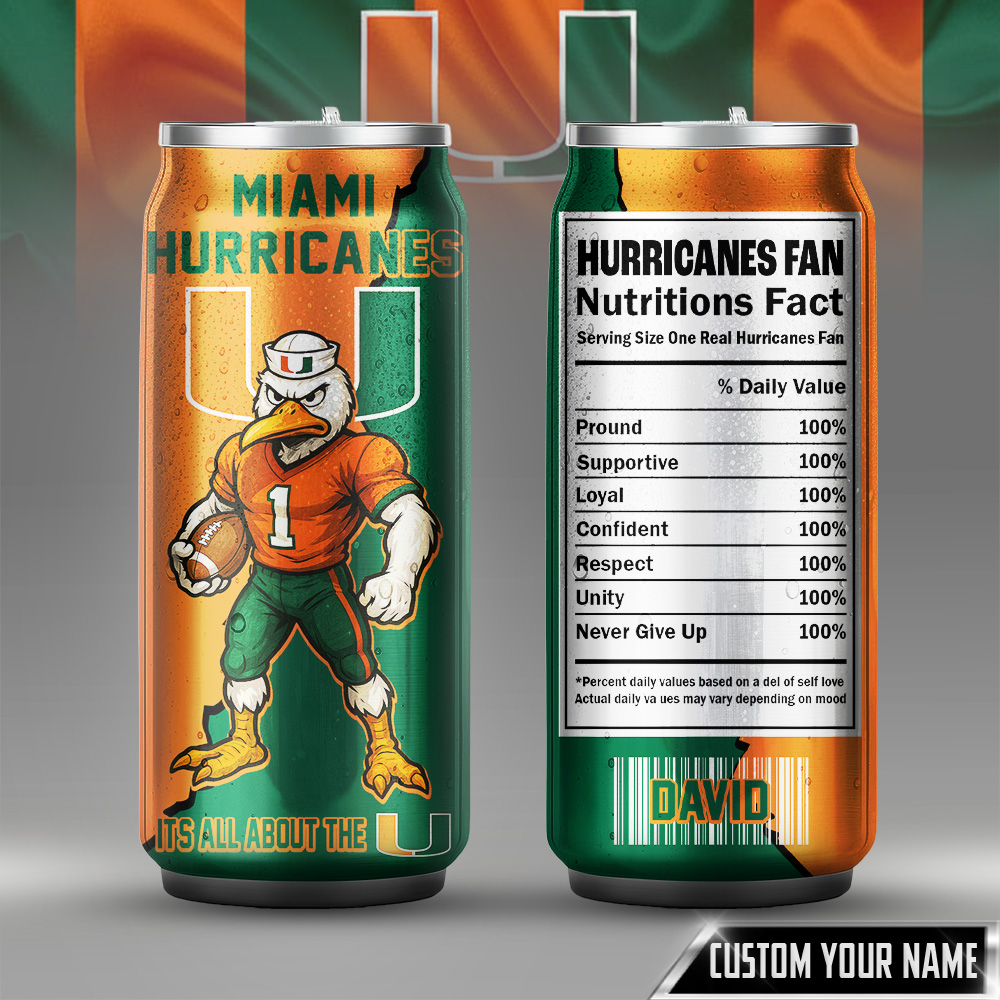 MIAMI
HURRICANES
U
1
IT'S ALL ABOUT THE U
HURRICANES FAN
Nutritions Fact
Serving Size One Real Hurricanes Fan
% Daily Value
Pround 100%
Supportive 100%
Loyal 100%
Confident 100%
Respect 100%
Unity 100%
Never Give Up 100%
*Percent daily values based on a del of self love
Actual daily va ues may vary depending on mood
DAVID
CUSTOM YOUR NAME